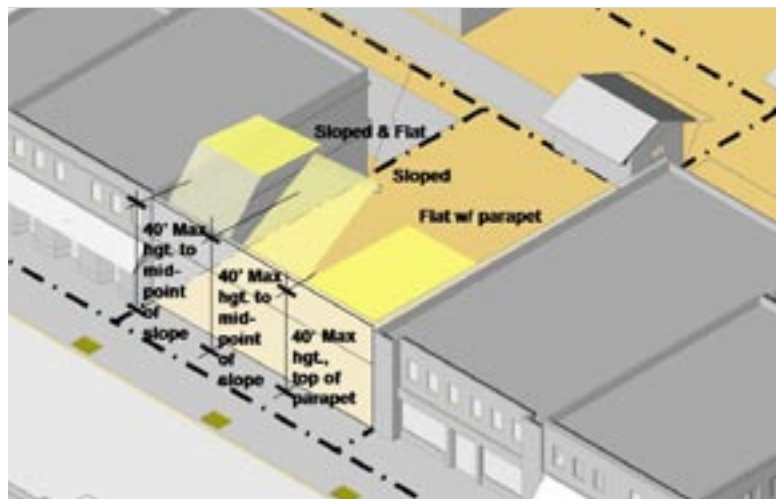 Sloped & Flat
Sloped
Flat w/ parapet
40' Max
hgt. to
mid-
point
of
slope
40' Max
hgt. to
mid-
point
of
slope
40' Max
hgt.,
top of
parapet